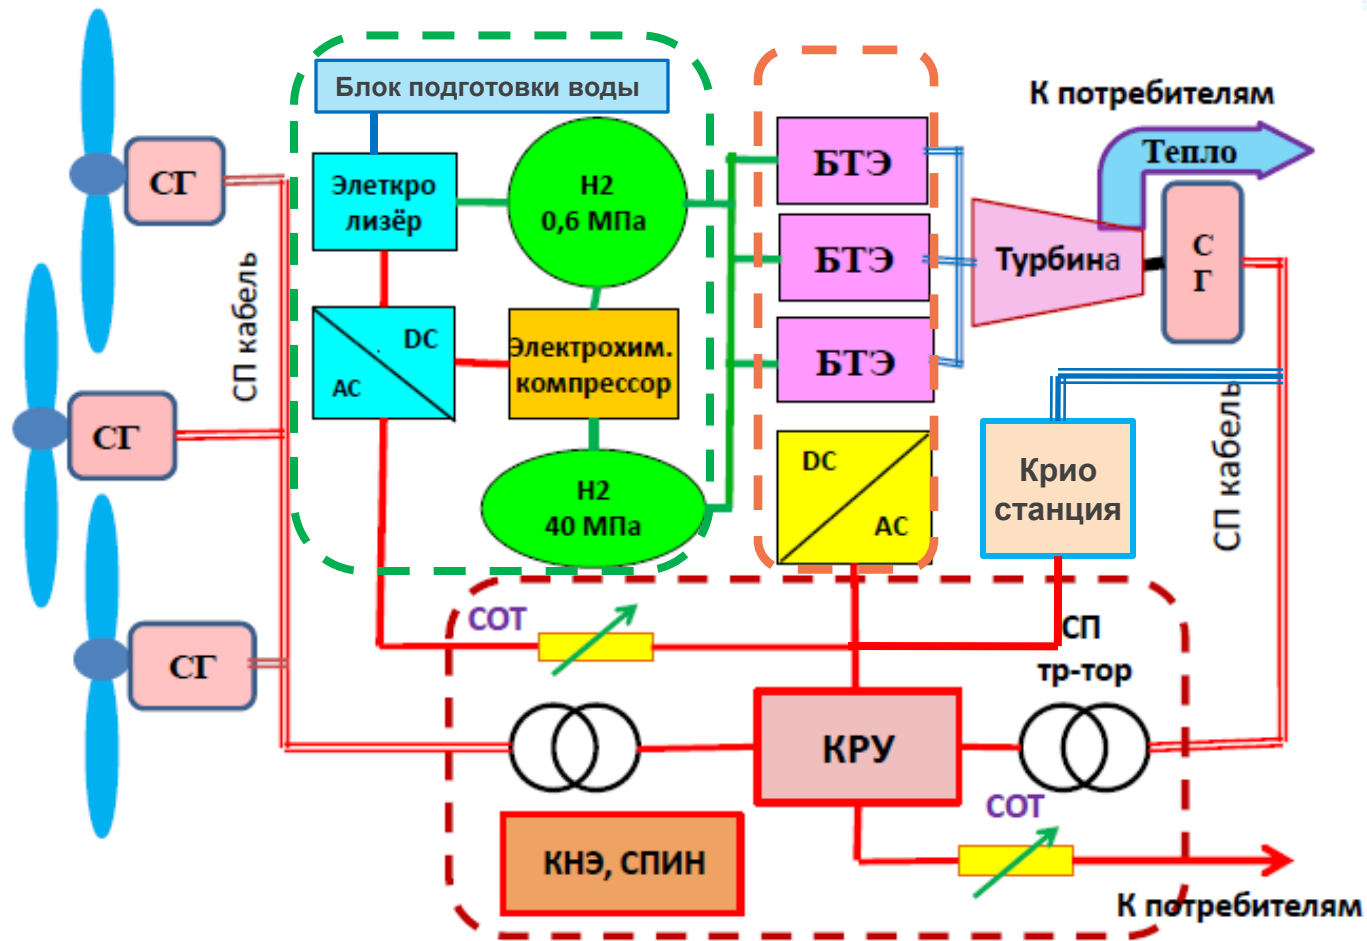 Блок подготовки воды
К потребителям
Тепло
СГ
Элеткро
лизёр
H2
0,6 МПа
БТЭ
СП кабель
БТЭ
Турбина
С
Г
DC
AC
Электрохим.
компрессор
БТЭ
СГ
H2
40 МПа
DC
AC
Крио
станция
СП кабель
СОТ
СП
тр-тор
СГ
КРУ
СОТ
КНЭ, СПИН
К потребителям